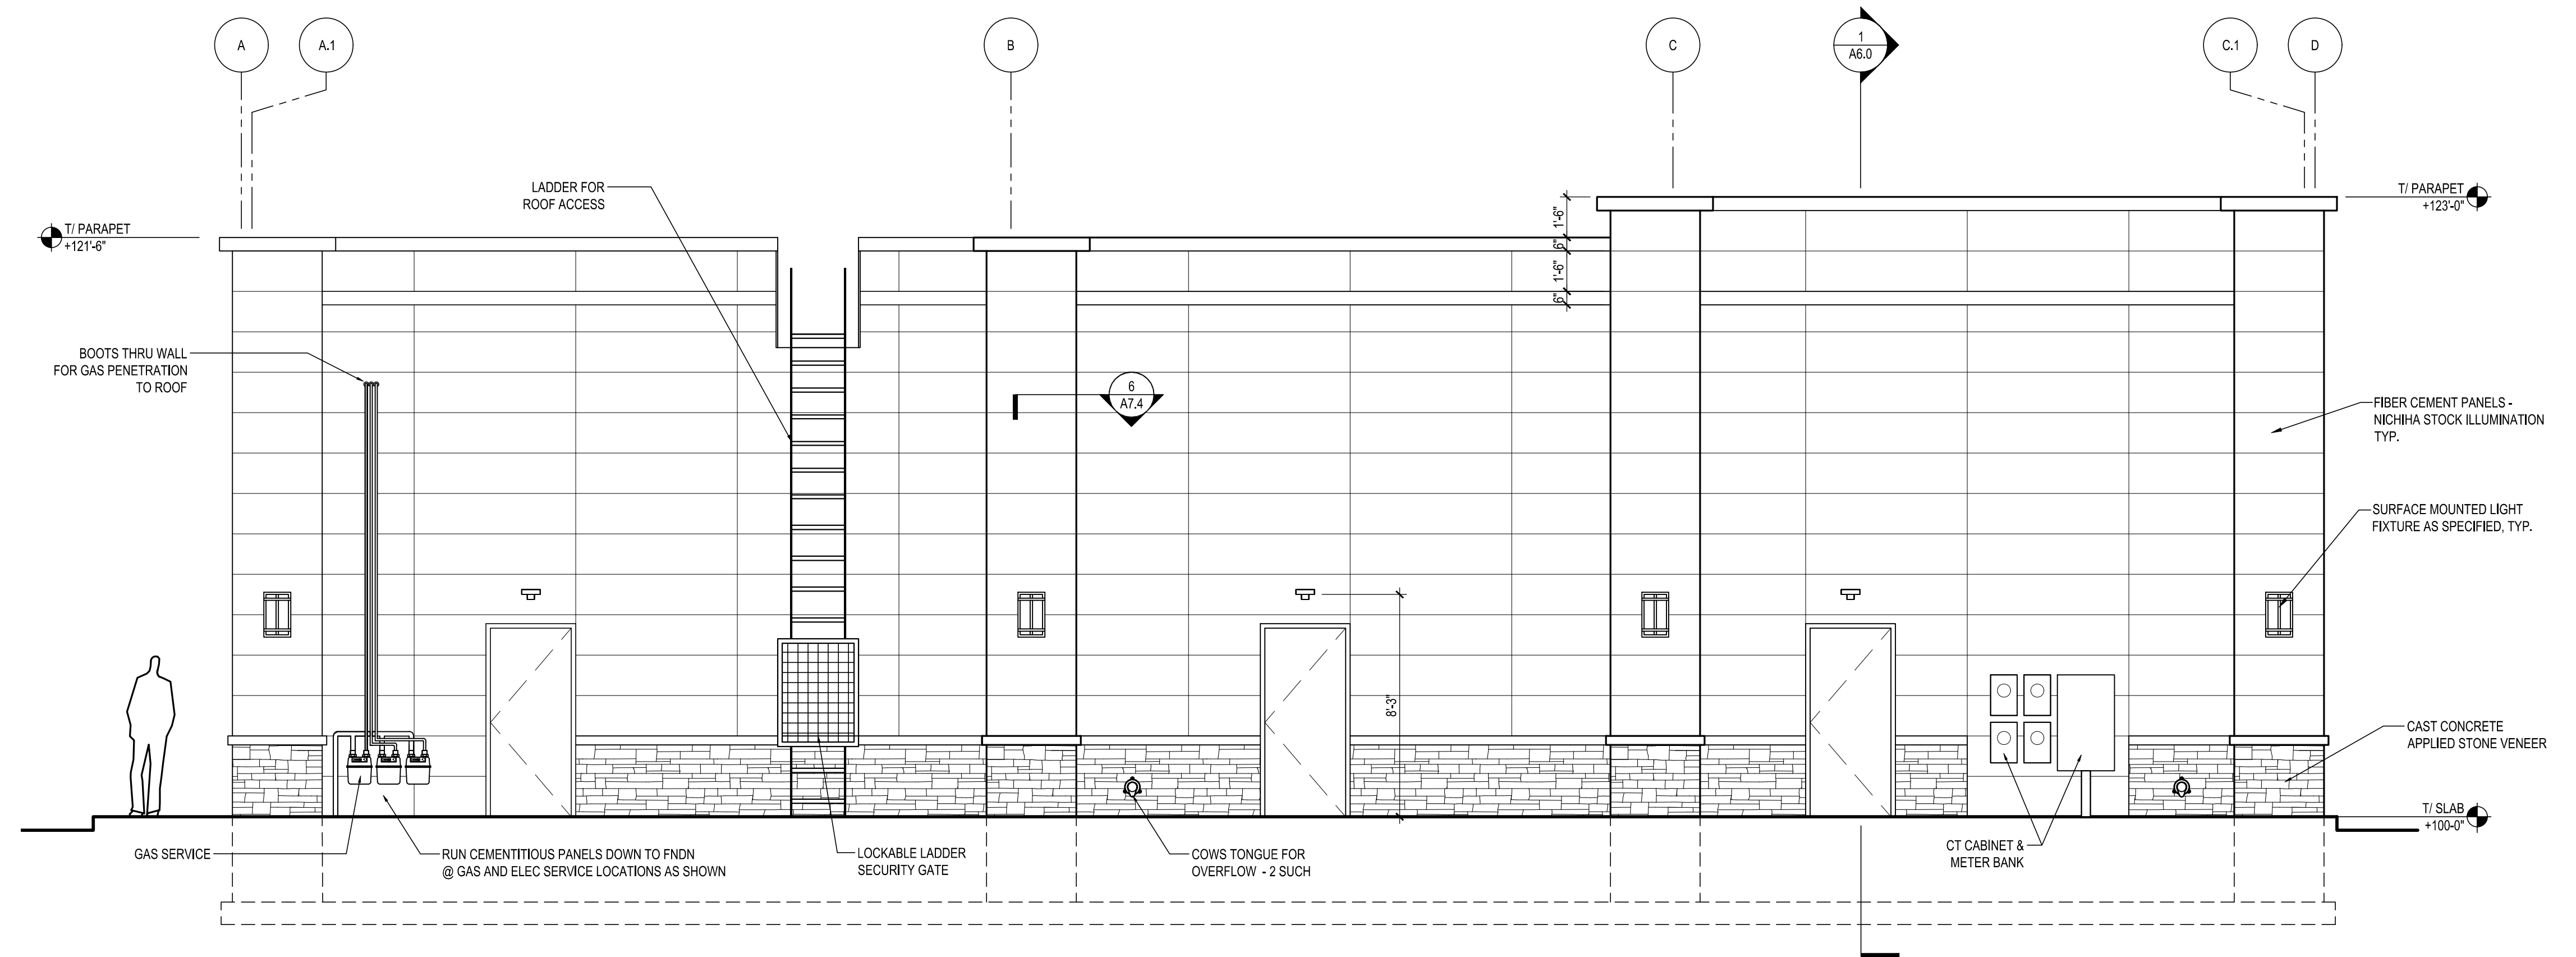 A
A.1
B
C
1
A6.0
C.1
D
LADDER FOR
ROOF ACCESS
T/ PARAPET
+123'-0"
T/ PARAPET
+121'-6"
1'-6"
6"
1'-6"
6"
BOOTS THRU WALL
FOR GAS PENETRATION
TO ROOF
6
A7.4
FIBER CEMENT PANELS -
NICHIHA STOCK ILLUMINATION
TYP.
SURFACE MOUNTED LIGHT
FIXTURE AS SPECIFIED, TYP.
8'-3"
CAST CONCRETE
APPLIED STONE VENEER
T/ SLAB
+100-0"
GAS SERVICE
RUN CEMENTITIOUS PANELS DOWN TO FNDN
@ GAS AND ELEC SERVICE LOCATIONS AS SHOWN
LOCKABLE LADDER
SECURITY GATE
COWS TONGUE FOR
OVERFLOW - 2 SUCH
CT CABINET &
METER BANK